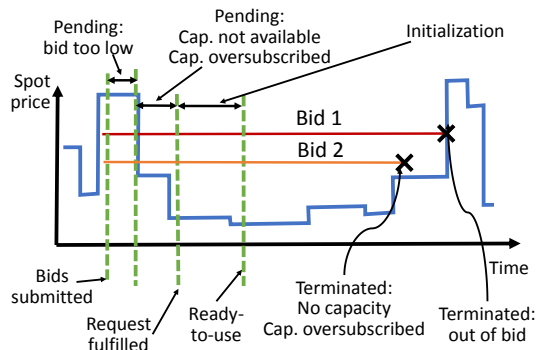 Pending:
bid too low
Pending:
Cap. not available
Cap. oversubscribed
Initialization
Spot
price
Bid 1
Bid 2
Time
Bids
submitted
Request
fulfilled
Ready-
to-use
Terminated:
No capacity
Cap. oversubscribed
Terminated:
out of bid